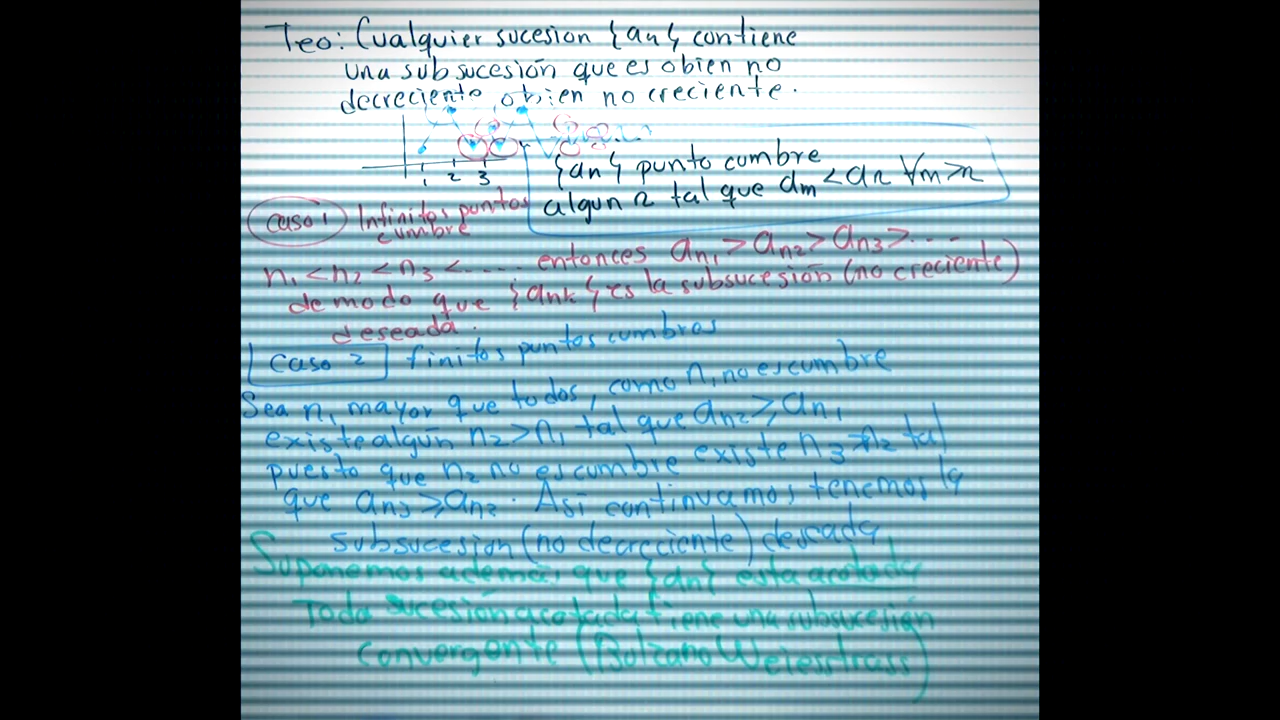 Teo: Cualquier sucesion {an} contiene
una subsucesión que es o bien no
decreciente o bien no creciente.
1 2 3
{an} punto cumbre
algun n tal que am < an ∀m>n
caso 1 Infinitos puntos
cumbre
n1 < n2 < n3 < ..... entonces an1 > an2 > an3 > ....
de modo que {ank} es la subsucesión (no creciente)
deseada.
caso 2 finitos puntos cumbres
Sea n1 mayor que todos, como n1 no es cumbre
existe algún n2 > n1 tal que an2 ≥ an1
puesto que n2 no es cumbre existe n3 > n2 tal
que an3 ≥ an2. Así continuamos tenemos la
subsucesion (no decreciente) deseada
Suponemos además que {an} esta acotada
Toda sucesión acotada tiene una subsucesión
convergente (Bolzano Weiesstrass)